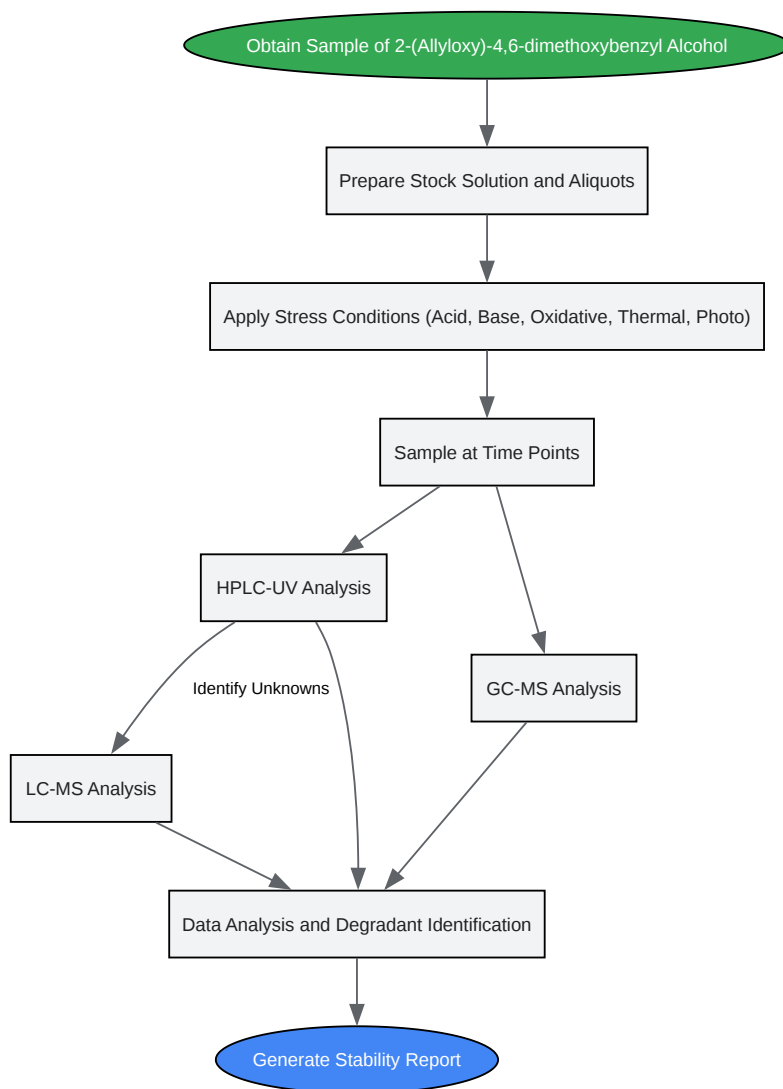 Obtain Sample of 2-(Allyloxy)-4,6-dimethoxybenzyl Alcohol
Prepare Stock Solution and Aliquots
Apply Stress Conditions (Acid, Base, Oxidative, Thermal, Photo)
Sample at Time Points
HPLC-UV Analysis
Identify Unknowns
GC-MS Analysis
LC-MS Analysis
Data Analysis and Degradant Identification
Generate Stability Report